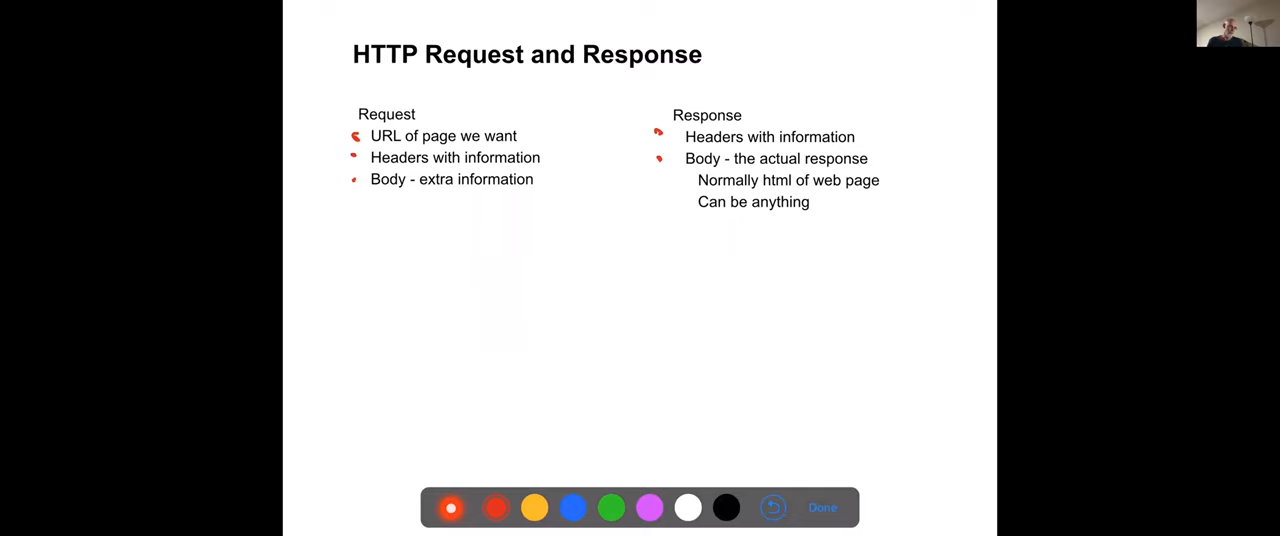 HTTP Request and Response
Request
URL of page we want
Headers with information
Body - extra information
Response
Headers with information
Body - the actual response
Normally html of web page
Can be anything
Done